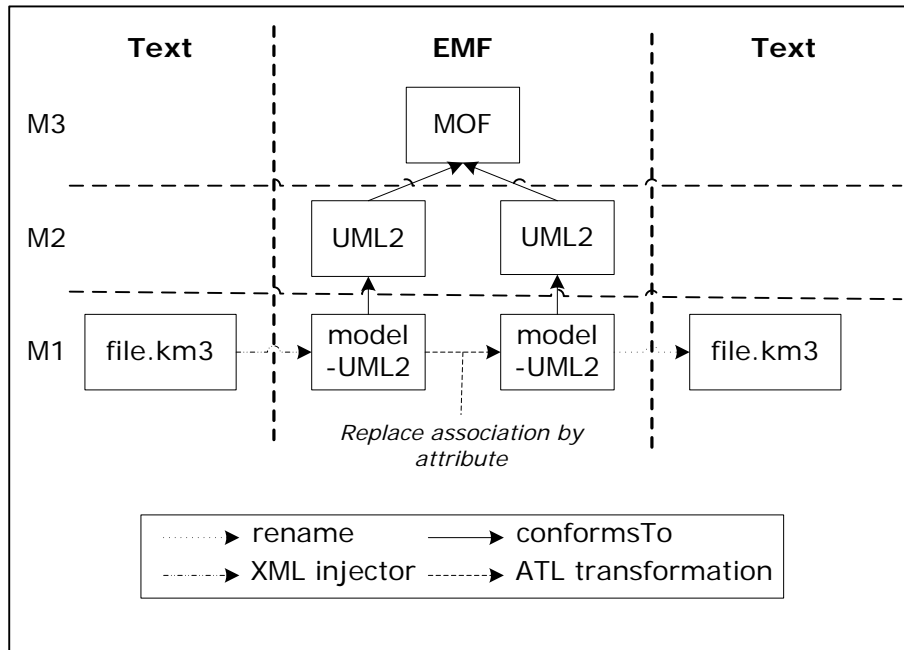 Text EMF Text
M3
MOF
M2
UML2 UML2
M1
file.km3
model
-UML2
model
-UML2
file.km3
Replace association by
attribute
rename conformsTo
XML injector ATL transformation